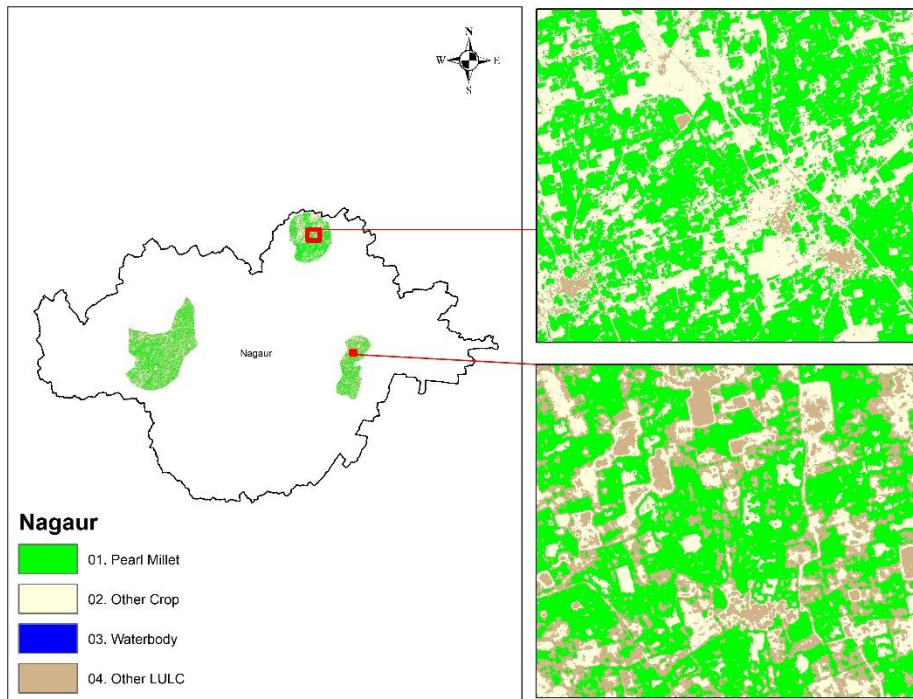 N
W E
S
Nagaur
Nagaur
01. Pearl Millet
02. Other Crop
03. Waterbody
04. Other LULC